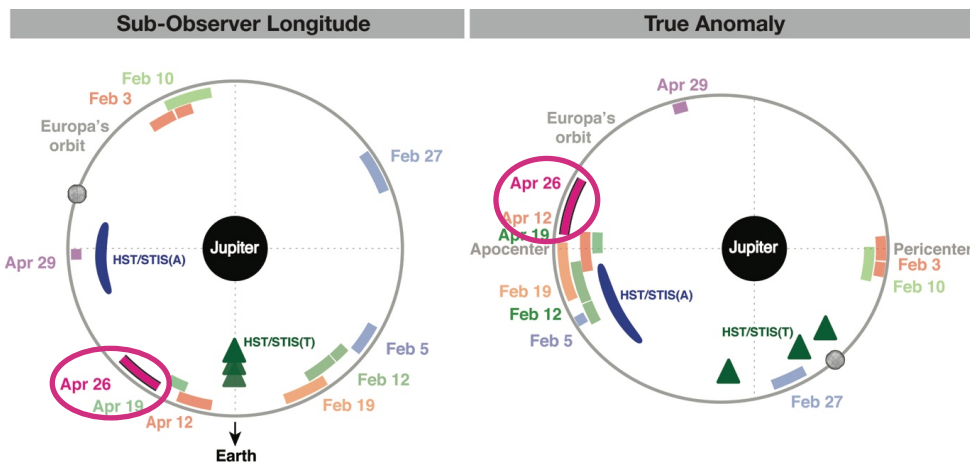 Sub-Observer Longitude
True Anomaly
Feb 10
Feb 3
Europa's
orbit
Feb 27
Jupiter
Apr 29
HST/STIS(A)
HST/STIS(T)
Feb 5
Apr 26
Feb 12
Apr 19
Feb 19
Apr 12
Earth
Apr 29
Europa's
orbit
Apr 26
Apr 12
Apr 19
Apocenter
Jupiter
Pericenter
Feb 3
Feb 10
Feb 19
HST/STIS(A)
Feb 12
Feb 5
HST/STIS(T)
Feb 27